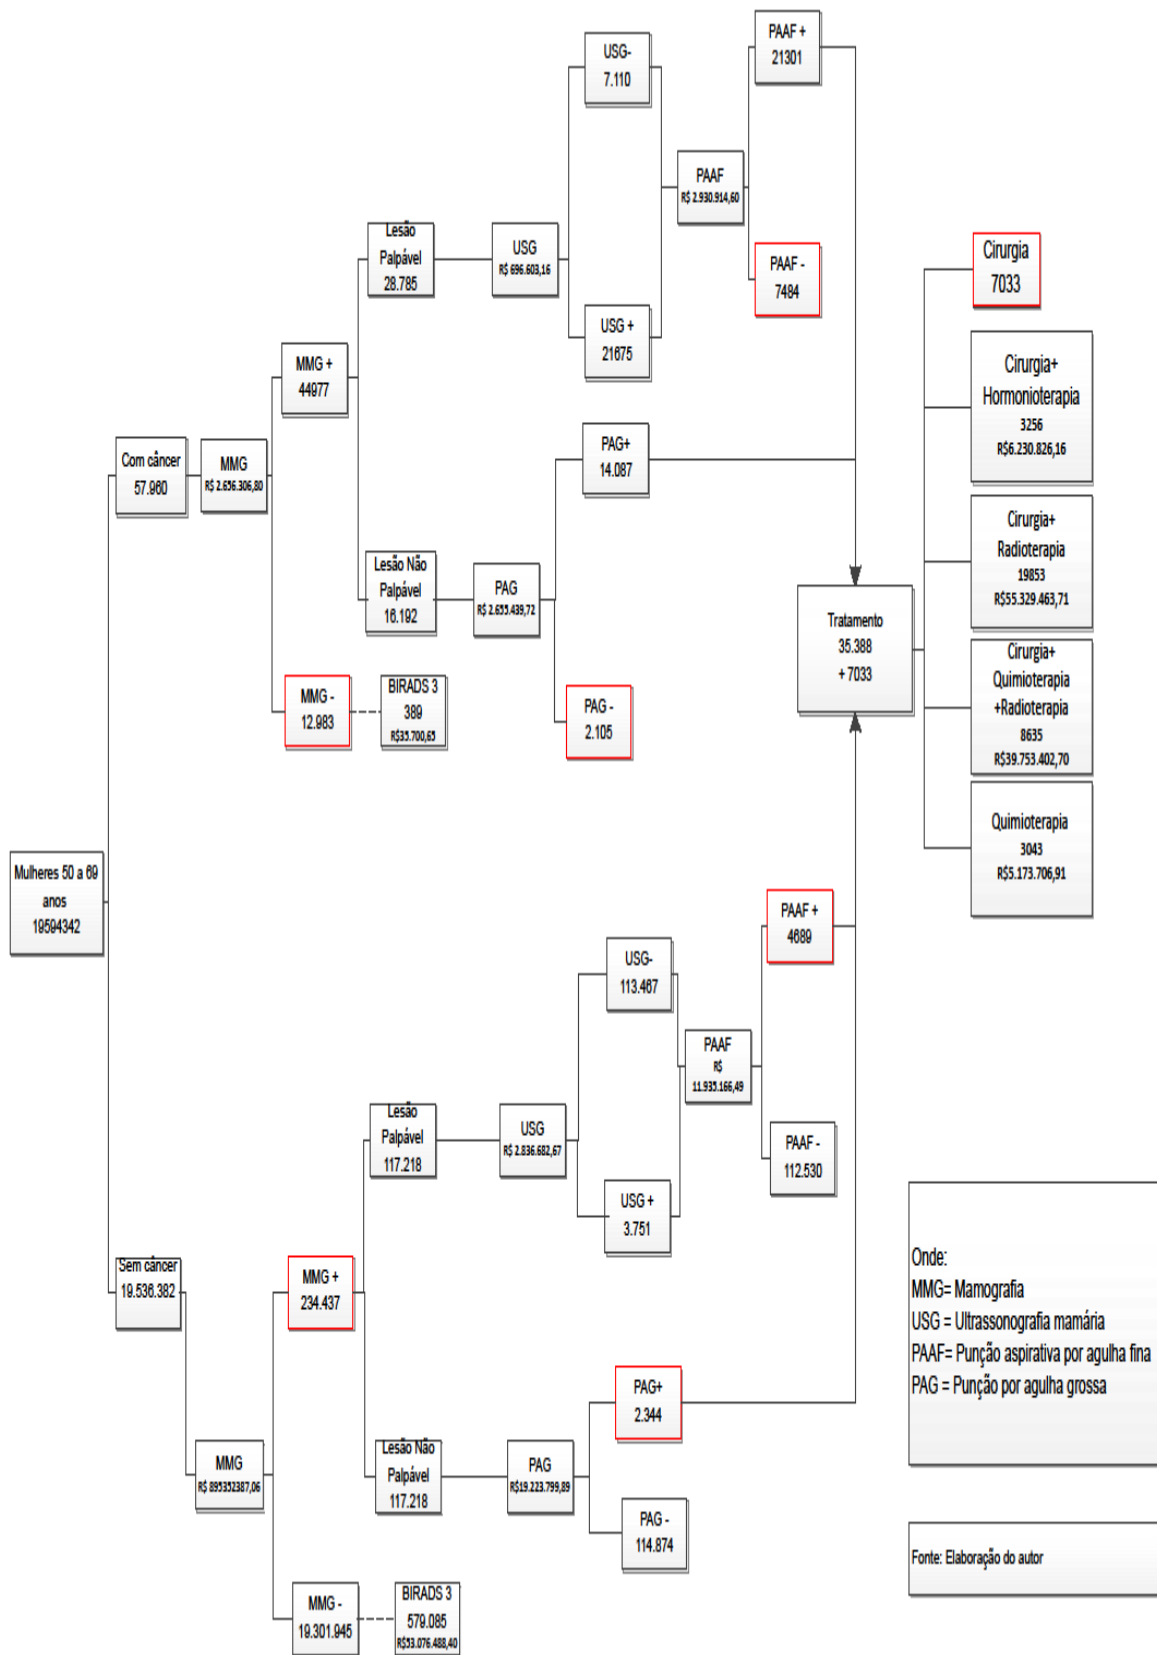 Mulheres 50 a 69
anos
19594342
Com câncer
57.960
MMG
R$ 2.656.306,80
MMG +
44977
Lesão
Palpável
28.785
USG
R$ 696.603,16
USG-
7.110
USG +
21675
PAAF
R$ 2.930.914,60
PAAF +
21301
PAAF -
7484
Lesão Não
Palpável
16.192
PAG
R$ 2.655.439,72
PAG+
14.087
PAG -
2.105
MMG -
12.983
BIRADS 3
389
R$35.700,65
Sem câncer
19.536.382
MMG
R$ 895352387,06
MMG +
234.437
Lesão
Palpável
117.218
USG
R$ 2.836.682,67
USG-
113.467
USG +
3.751
PAAF
R$
11.935.166,49
PAAF +
4689
PAAF -
112.530
Lesão Não
Palpável
117.218
PAG
R$19.223.799,89
PAG+
2.344
PAG -
114.874
MMG -
19.301.945
BIRADS 3
579.085
R$53.076.488,40
Tratamento
35.388
+ 7033
Cirurgia
7033
Cirurgia+
Hormonioterapia
3256
R$6.230.826,16
Cirurgia+
Radioterapia
19853
R$55.329.463,71
Cirurgia+
Quimioterapia
+Radioterapia
8635
R$39.753.402,70
Quimioterapia
3043
R$5.173.706,91
Onde:
MMG= Mamografia
USG = Ultrassonografia mamária
PAAF= Punção aspirativa por agulha fina
PAG = Punção por agulha grossa
Fonte: Elaboração do autor